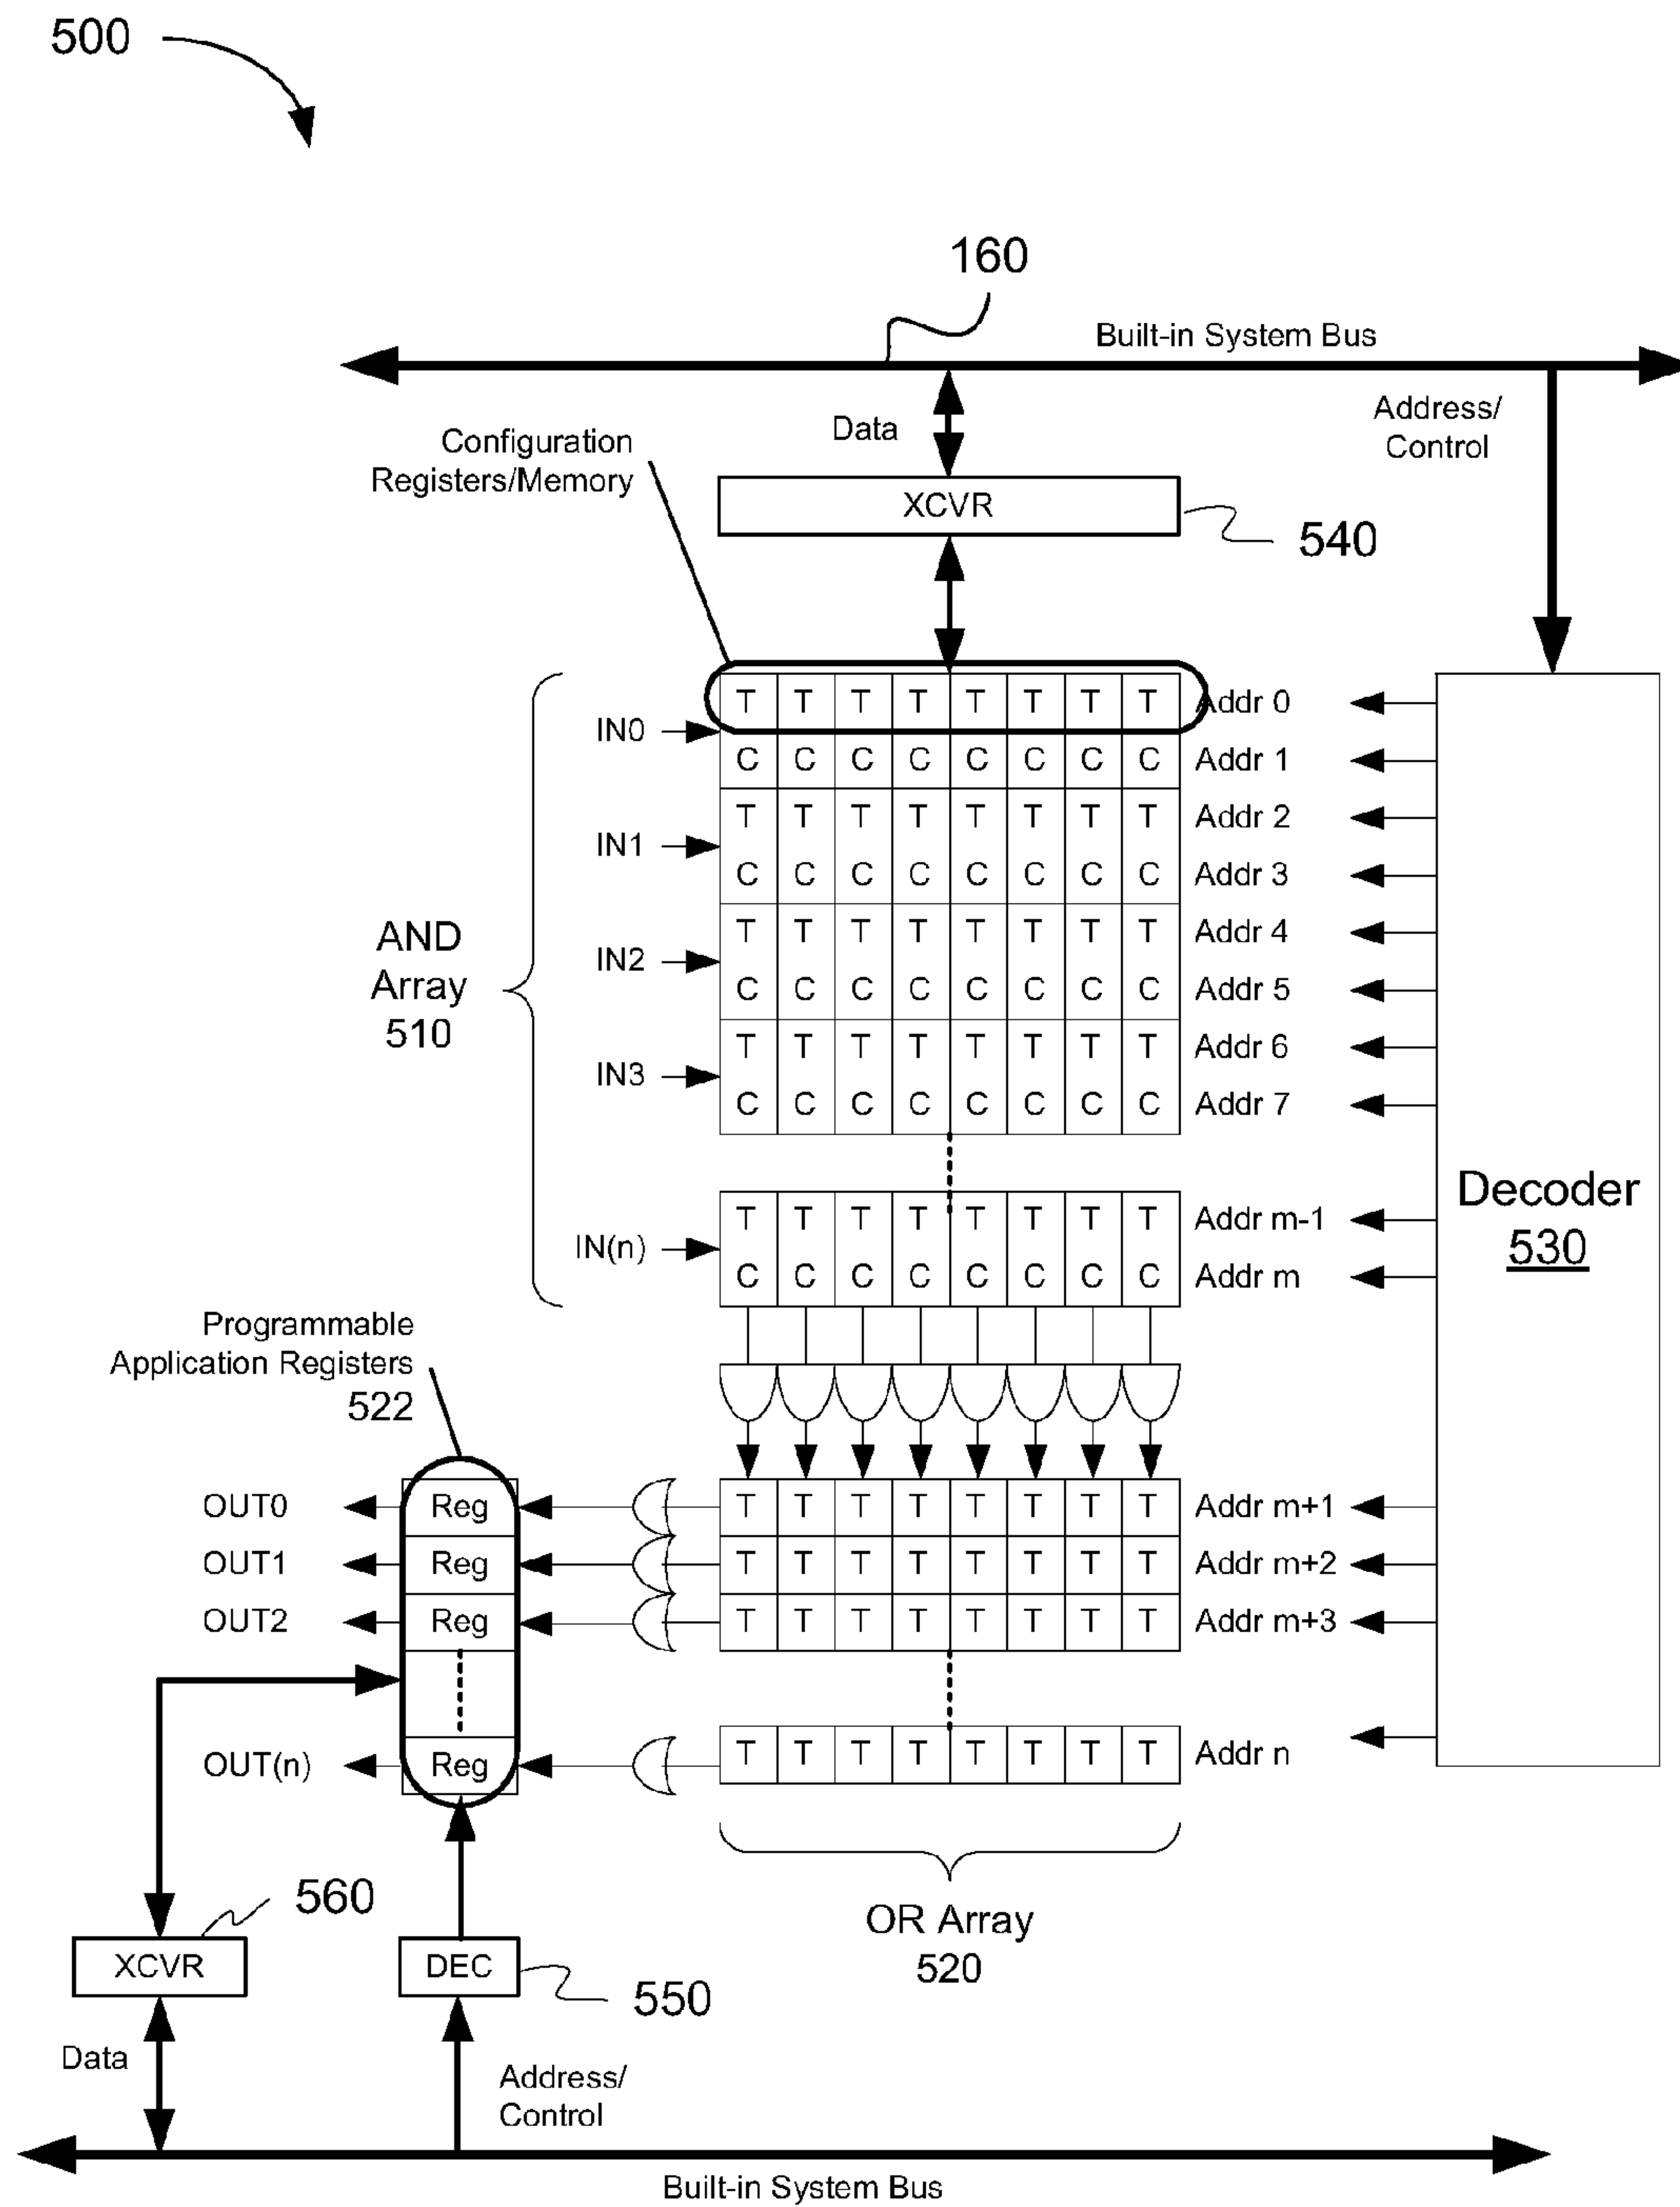 500
160
Built-in System Bus
Data
Address/
Control
Configuration
Registers/Memory
XCVR
540
T T T T T T T T Addr 0
IN0
C C C C C C C C Addr 1
T T T T T T T T Addr 2
IN1
C C C C C C C C Addr 3
AND
Array
510
T T T T T T T T Addr 4
IN2
C C C C C C C C Addr 5
T T T T T T T T Addr 6
IN3
C C C C C C C C Addr 7
Decoder
530
T T T T T T T T Addr m-1
IN(n)
C C C C C C C C Addr m
Programmable
Application Registers
522
OUT0 Reg T T T T T T T T Addr m+1
OUT1 Reg T T T T T T T T Addr m+2
OUT2 Reg T T T T T T T T Addr m+3
OUT(n) Reg T T T T T T T T Addr n
OR Array
520
560
XCVR
DEC
550
Data
Address/
Control
Built-in System Bus